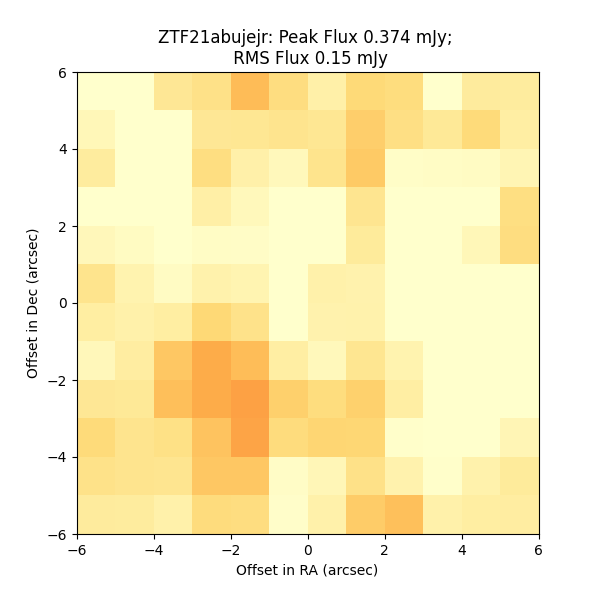 ZTF21abujejr: Peak Flux 0.374 mJy;
RMS Flux 0.15 mJy
6
4
2
0
−2
−4
−6
Offset in Dec (arcsec)
−6 −4 −2 0 2 4 6
Offset in RA (arcsec)